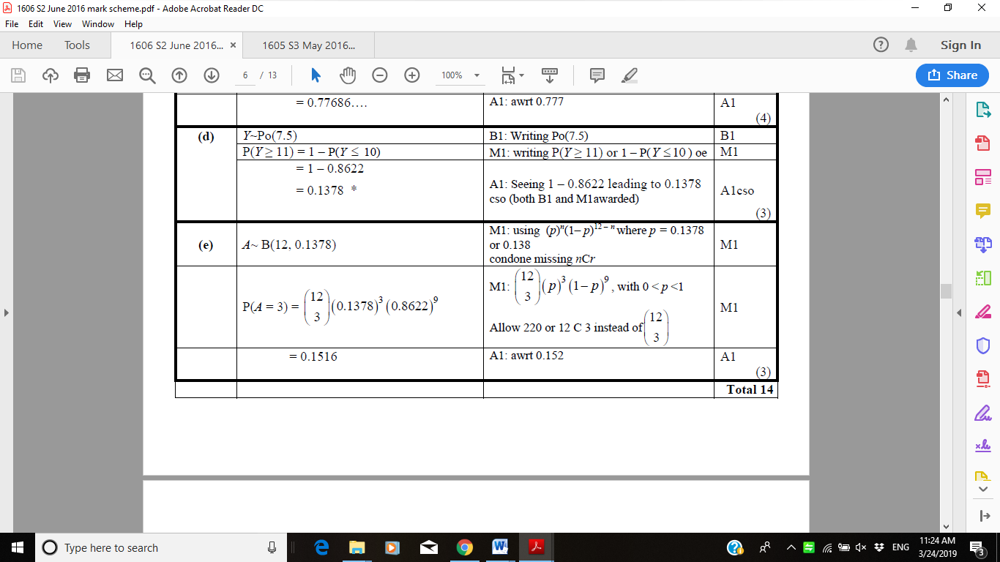 1606 S2 June 2016 mark scheme.pdf - Adobe Acrobat Reader DC
File Edit View Window Help
Home Tools 1606 S2 June 2016... × 1605 S3 May 2016... Sign In
6 / 13 100% Share
= 0.77686…. A1: awrt 0.777 A1
(4)
(d) Y~Po(7.5) B1: Writing Po(7.5) B1
P(Y ≥ 11) = 1 – P(Y ≤ 10) M1: writing P(Y ≥ 11) or 1 – P(Y ≤10 ) oe M1
= 1 – 0.8622
= 0.1378 *
A1: Seeing 1 – 0.8622 leading to 0.1378
cso (both B1 and M1awarded)
A1cso
(3)
(e) A~ B(12, 0.1378)
M1: using (p)ⁿ(1– p)¹²⁻ⁿ where p = 0.1378
or 0.138
condone missing nCr
M1
P(A = 3) = (12 3) (0.1378)³ (0.8622)⁹
M1: (12 3) (p)³ (1– p)⁹ , with 0 < p <1
Allow 220 or 12 C 3 instead of (12 3)
M1
= 0.1516 A1: awrt 0.152 A1
(3)
Total 14
Type here to search
ENG
11:24 AM
3/24/2019
3